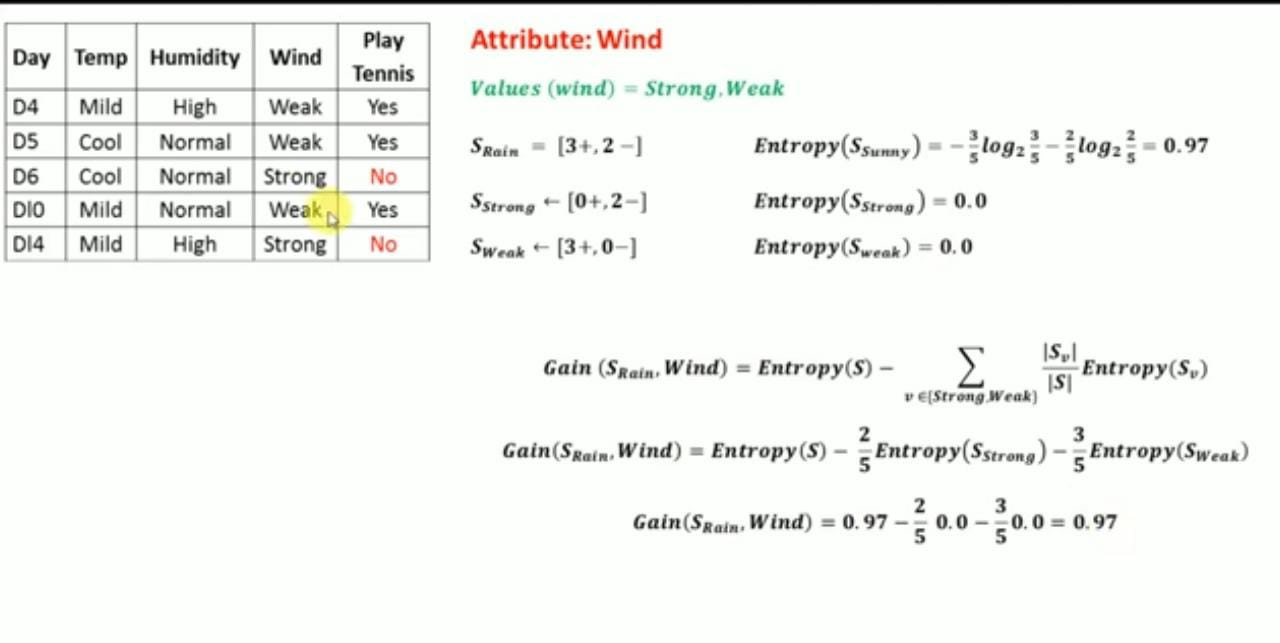 Day Temp Humidity Wind Play Tennis
D4 Mild High Weak Yes
D5 Cool Normal Weak Yes
D6 Cool Normal Strong No
D10 Mild Normal Weak Yes
D14 Mild High Strong No
Attribute: Wind
Values (wind) = Strong, Weak
S_Rain = [3+, 2 −] Entropy(S_Sunny) = − 3/5 log₂ 3/5 − 2/5 log₂ 2/5 = 0.97
S_Strong ← [0+, 2−] Entropy(S_Strong) = 0.0
S_Weak ← [3+, 0−] Entropy(S_weak) = 0.0
Gain (S_Rain, Wind) = Entropy(S) − ∑ v ∈{Strong,Weak} |S_v|/|S| Entropy(S_v)
Gain(S_Rain, Wind) = Entropy(S) − 2/5 Entropy(S_Strong) − 3/5 Entropy(S_Weak)
Gain(S_Rain, Wind) = 0.97 − 2/5 0.0 − 3/5 0.0 = 0.97